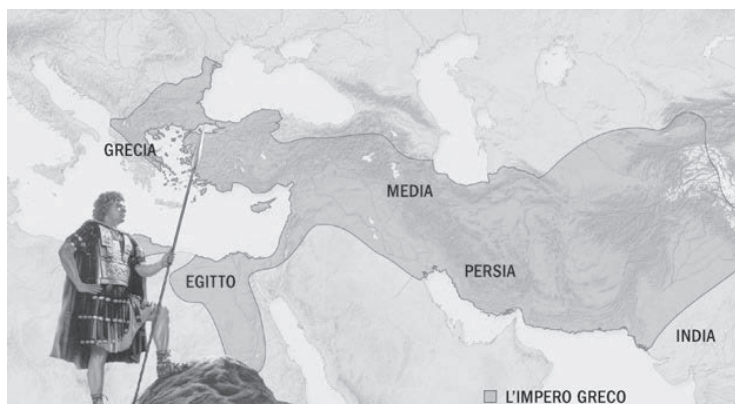 GRECIA
MEDIA
EGITTO
PERSIA
INDIA
L'IMPERO GRECO